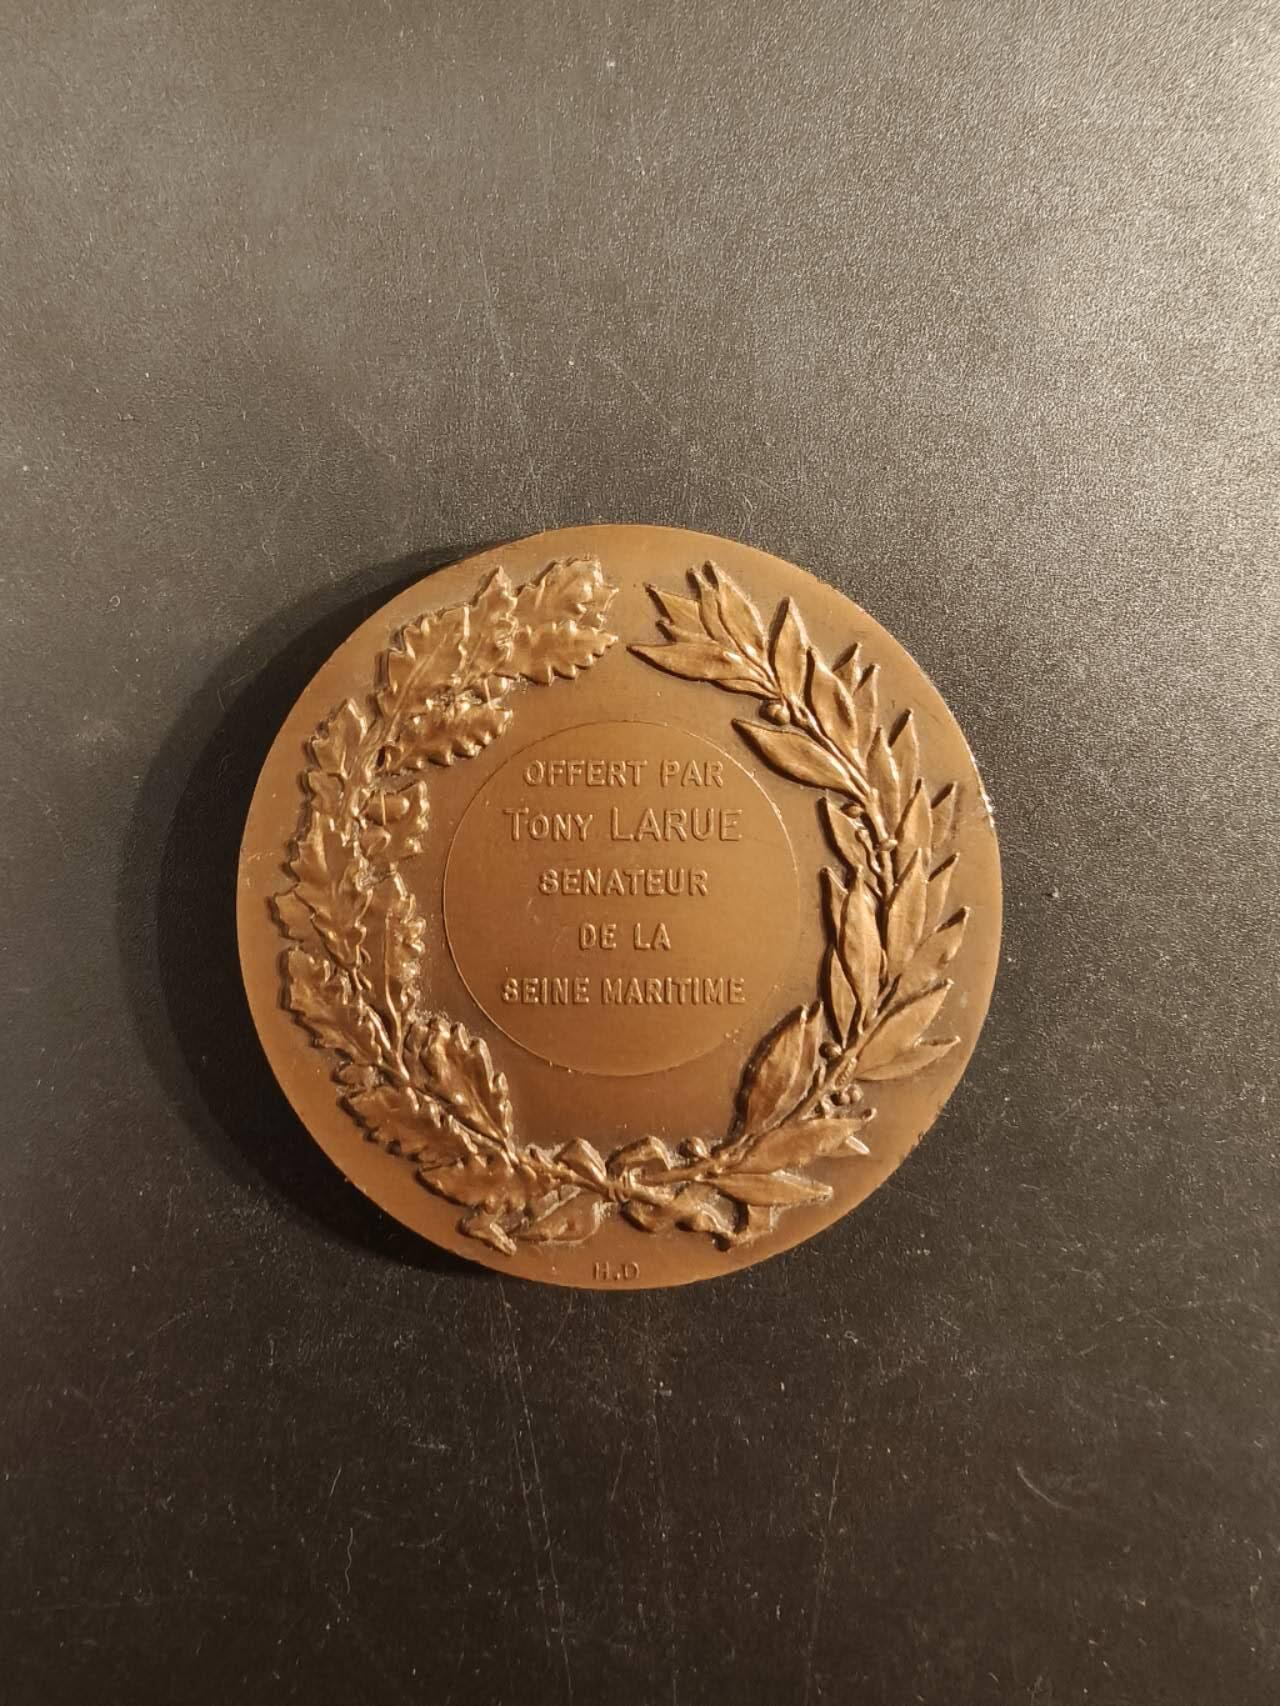 OFFERT PAR
TONY LARUE
SENATEUR
DE LA
SEINE MARITIME
H.D